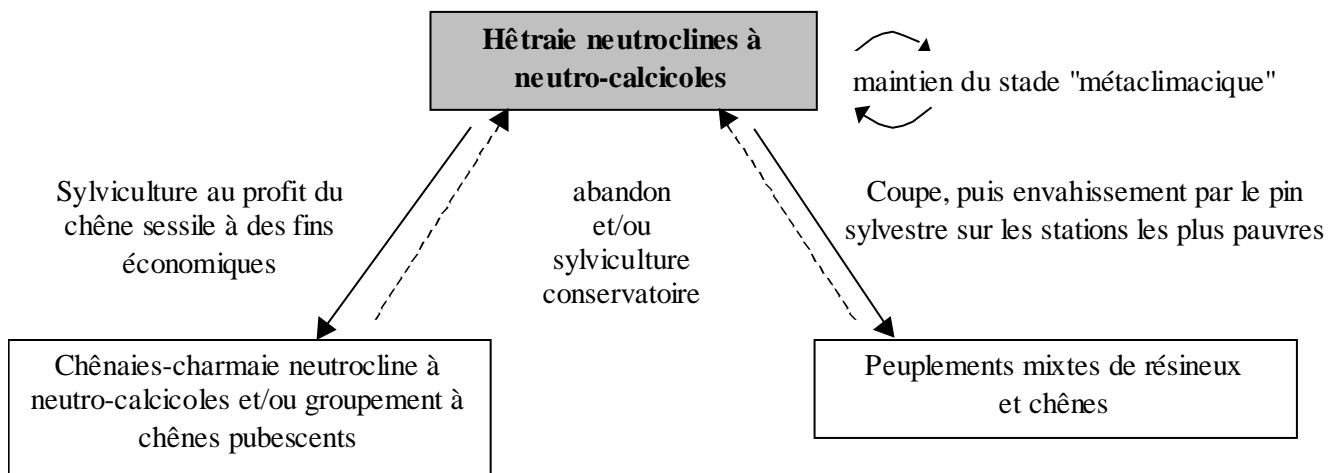 Hêtraie neutroclines à
neutro-calcicoles
maintien du stade "métaclimacique"
Sylviculture au profit du
chêne sessile à des fins
économiques
abandon
et/ou
sylviculture
conservatoire
Coupe, puis envahissement par le pin
sylvestre sur les stations les plus pauvres
Chênaies-charmaie neutrocline à
neutro-calcicoles et/ou groupement à
chênes pubescents
Peuplements mixtes de résineux
et chênes